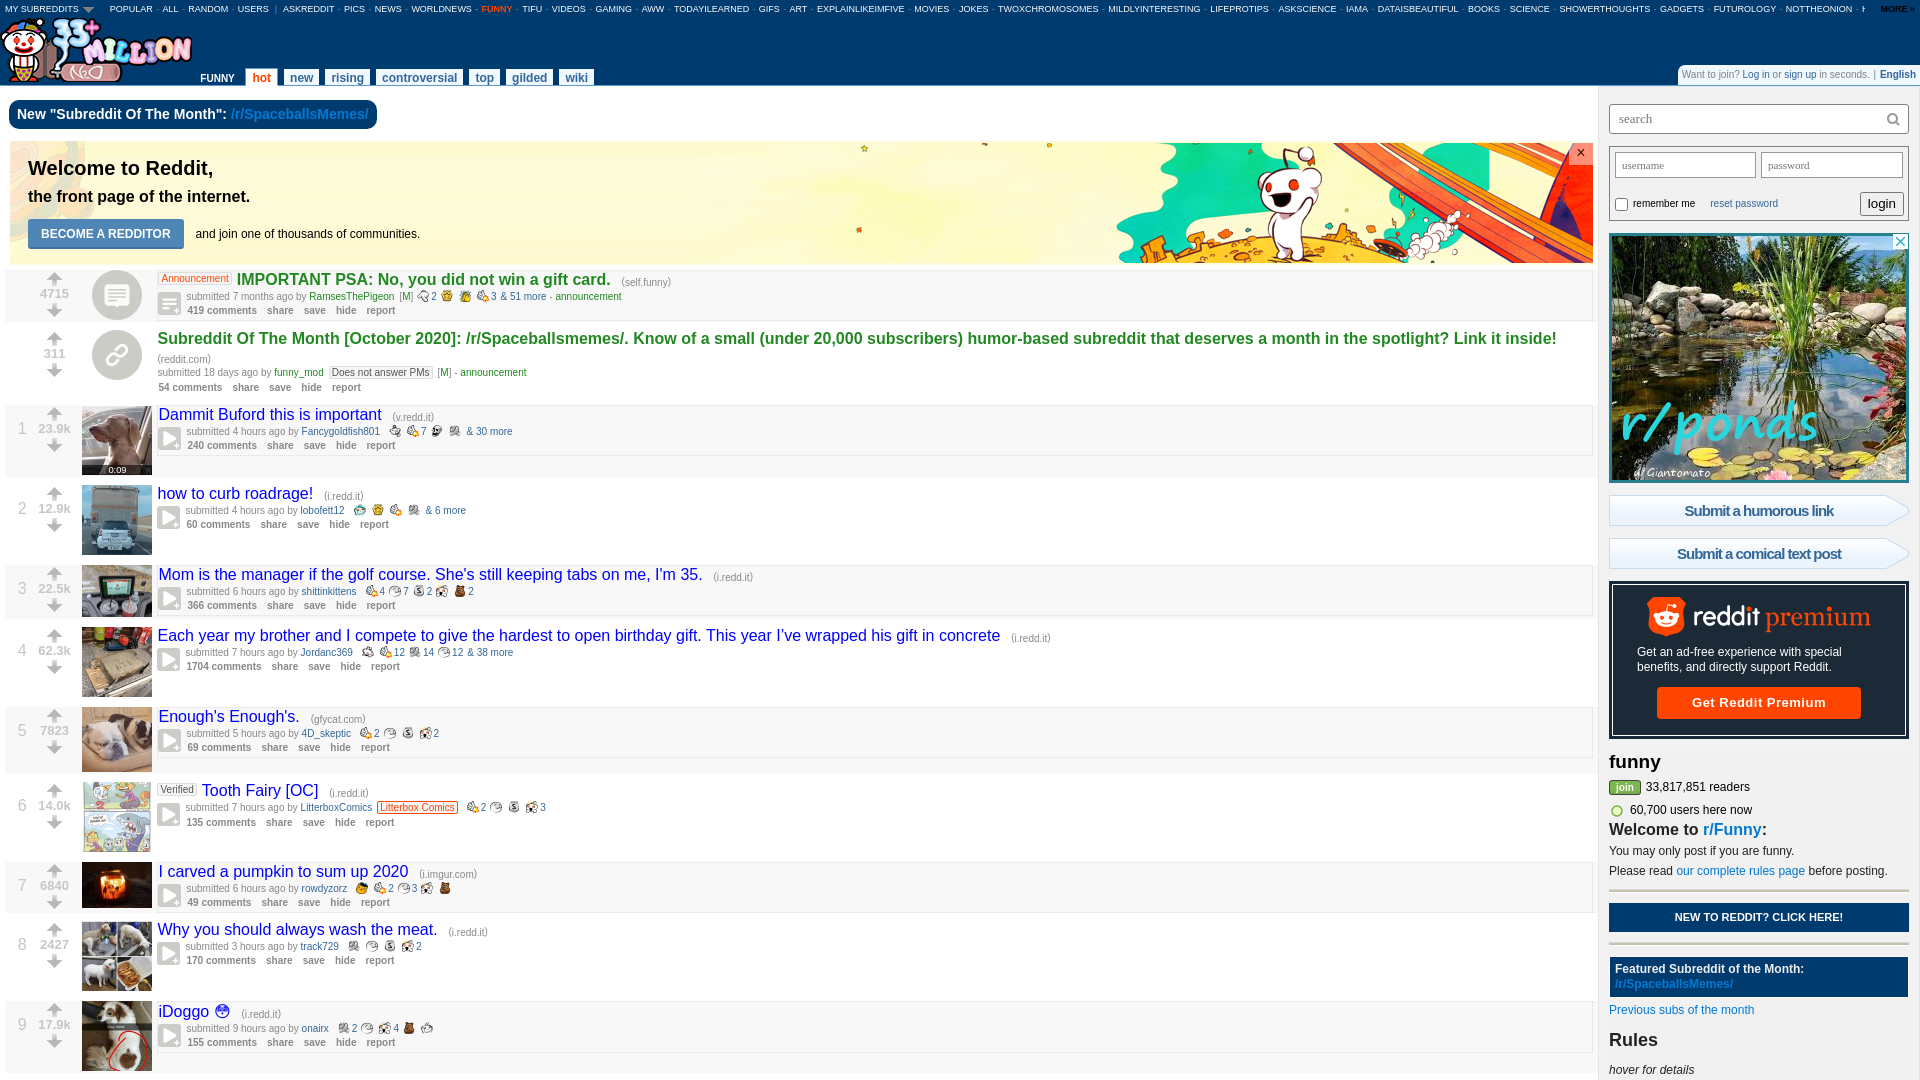 MY SUBREDDITS POPULAR - ALL - RANDOM - USERS | ASKREDDIT - PICS - NEWS - WORLDNEWS - FUNNY - TIFU - VIDEOS - GAMING - AWW - TODAYILEARNED - GIFS - ART - EXPLAINLIKEIMFIVE - MOVIES - JOKES - TWOXCHROMOSOMES - MILDLYINTERESTING - LIFEPROTIPS - ASKSCIENCE - IAMA - DATAISBEAUTIFUL - BOOKS - SCIENCE - SHOWERTHOUGHTS - GADGETS - FUTUROLOGY - NOTTHEONION - MORE »
33+ MILLION
FUNNY hot new rising controversial top gilded wiki
Want to join? Log in or sign up in seconds. | English
New "Subreddit Of The Month": /r/SpaceballsMemes/
Welcome to Reddit,
the front page of the internet.
BECOME A REDDITOR and join one of thousands of communities.
×
4715
Announcement IMPORTANT PSA: No, you did not win a gift card. (self.funny)
submitted 7 months ago by RamsesThePigeon [M] 2 3 & 51 more - announcement
419 comments share save hide report
311
Subreddit Of The Month [October 2020]: /r/Spaceballsmemes/. Know of a small (under 20,000 subscribers) humor-based subreddit that deserves a month in the spotlight? Link it inside!
(reddit.com)
submitted 18 days ago by funny_mod Does not answer PMs [M] - announcement
54 comments share save hide report
1 23.9k
0:09
Dammit Buford this is important (v.redd.it)
submitted 4 hours ago by Fancygoldfish801 7 & 30 more
240 comments share save hide report
2 12.9k
how to curb roadrage! (i.redd.it)
submitted 4 hours ago by lobofett12 & 6 more
60 comments share save hide report
3 22.5k
Mom is the manager if the golf course. She's still keeping tabs on me, I'm 35. (i.redd.it)
submitted 6 hours ago by shittinkittens 4 7 2 2
366 comments share save hide report
4 62.3k
Each year my brother and I compete to give the hardest to open birthday gift. This year I’ve wrapped his gift in concrete (i.redd.it)
submitted 7 hours ago by Jordanc369 12 14 12 & 38 more
1704 comments share save hide report
5 7823
Enough's Enough's. (gfycat.com)
submitted 5 hours ago by 4D_skeptic 2 2
69 comments share save hide report
6 14.0k
Verified Tooth Fairy [OC] (i.redd.it)
submitted 7 hours ago by LitterboxComics Litterbox Comics 2 3
135 comments share save hide report
7 6840
I carved a pumpkin to sum up 2020 (i.imgur.com)
submitted 6 hours ago by rowdyzorz 2 3
49 comments share save hide report
8 2427
Why you should always wash the meat. (i.redd.it)
submitted 3 hours ago by track729 2
170 comments share save hide report
9 17.9k
iDoggo 😳 (i.redd.it)
submitted 9 hours ago by onairx 2 4
155 comments share save hide report
search
username password
remember me reset password login
r/ponds
u/Giantomato
Submit a humorous link
Submit a comical text post
reddit premium
Get an ad-free experience with special
benefits, and directly support Reddit.
Get Reddit Premium
funny
join 33,817,851 readers
60,700 users here now
Welcome to r/Funny:
You may only post if you are funny.
Please read our complete rules page before posting.
NEW TO REDDIT? CLICK HERE!
Featured Subreddit of the Month:
/r/SpaceballsMemes/
Previous subs of the month
Rules
hover for details